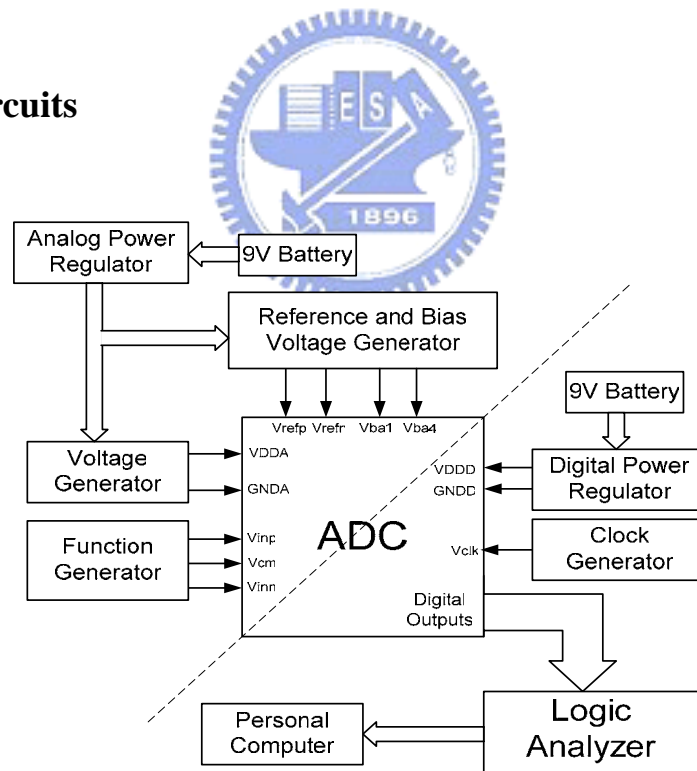 rcuits
E S A
1896
Analog Power
Regulator
9V Battery
Reference and Bias
Voltage Generator
9V Battery
Vrefp Vrefn Vba1 Vba4
Voltage
Generator
VDDA
GNDA
VDDD
GNDD
Digital Power
Regulator
Function
Generator
Vinp
Vcm
Vinn
ADC
Vclk
Clock
Generator
Digital
Outputs
Personal
Computer
Logic
Analyzer